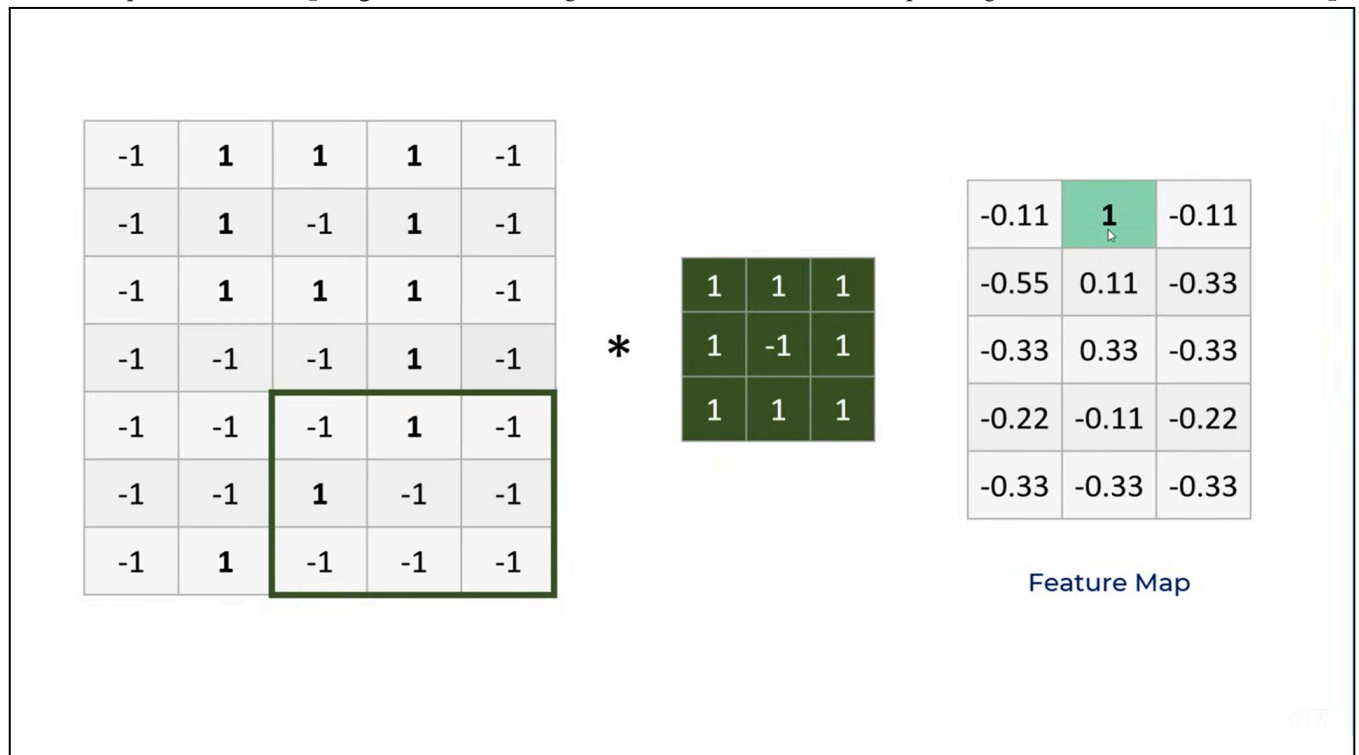 -1 1 1 1 -1
-1 1 -1 1 -1
-1 1 1 1 -1
-1 -1 -1 1 -1
-1 -1 -1 1 -1
-1 -1 1 -1 -1
-1 1 -1 -1 -1
*
1 1 1
1 -1 1
1 1 1
-0.11 1 -0.11
-0.55 0.11 -0.33
-0.33 0.33 -0.33
-0.22 -0.11 -0.22
-0.33 -0.33 -0.33
Feature Map